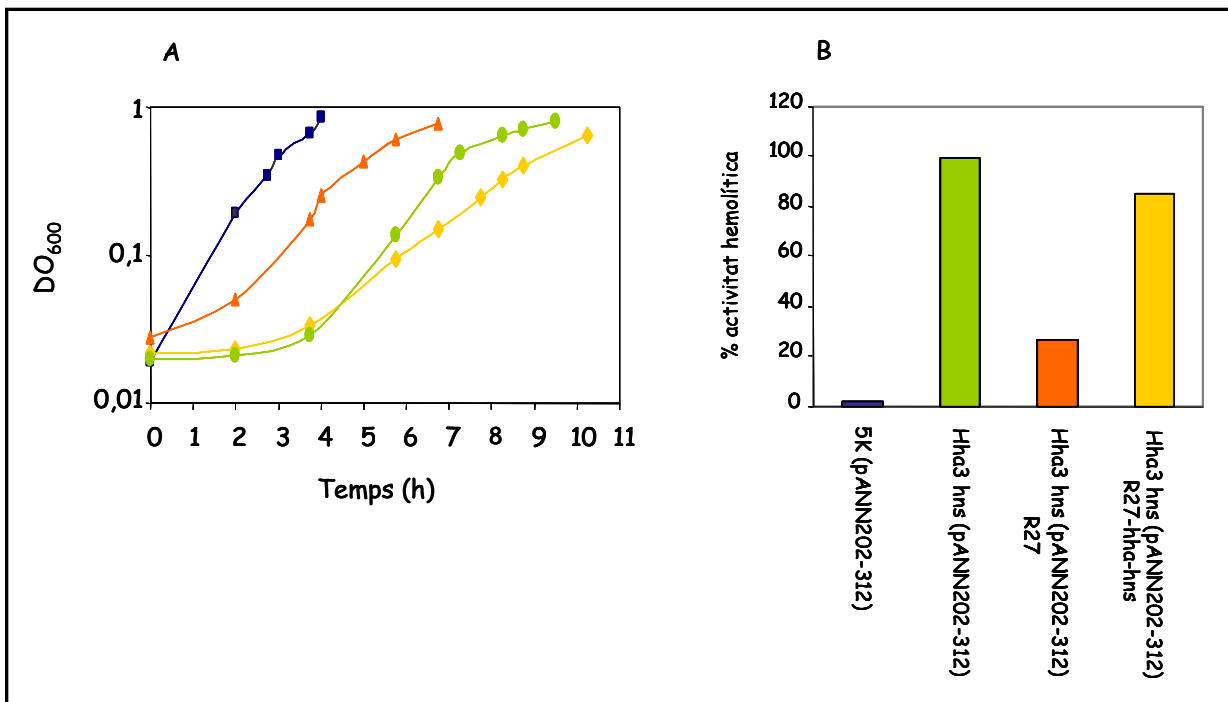 A
DO600
1
0,1
0,01
0 1 2 3 4 5 6 7 8 9 10 11
Temps (h)
B
% activitat hemolítica
120
100
80
60
40
20
0
5K (pANN202-312)
Hha3 hns (pANN202-312)
Hha3 hns (pANN202-312)
R27
Hha3 hns (pANN202-312)
R27-hha-hns